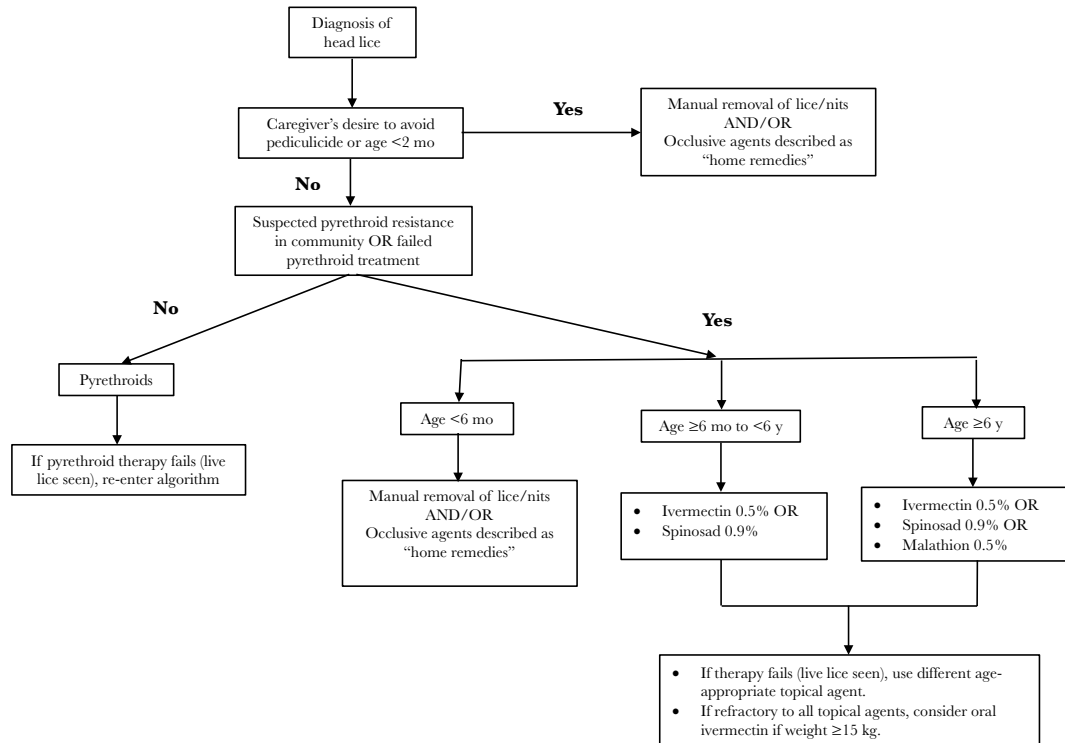 Diagnosis of
head lice
Caregiver’s desire to avoid
pediculicide or age <2 mo
Yes
Manual removal of lice/nits
AND/OR
Occlusive agents described as
“home remedies”
No
Suspected pyrethroid resistance
in community OR failed
pyrethroid treatment
No
Yes
Pyrethroids
If pyrethroid therapy fails (live
lice seen), re-enter algorithm
Age <6 mo
Manual removal of lice/nits
AND/OR
Occlusive agents described as
“home remedies”
Age ≥6 mo to <6 y
• Ivermectin 0.5% OR
• Spinosad 0.9%
Age ≥6 y
• Ivermectin 0.5% OR
• Spinosad 0.9% OR
• Malathion 0.5%
• If therapy fails (live lice seen), use different age-
appropriate topical agent.
• If refractory to all topical agents, consider oral
ivermectin if weight ≥15 kg.